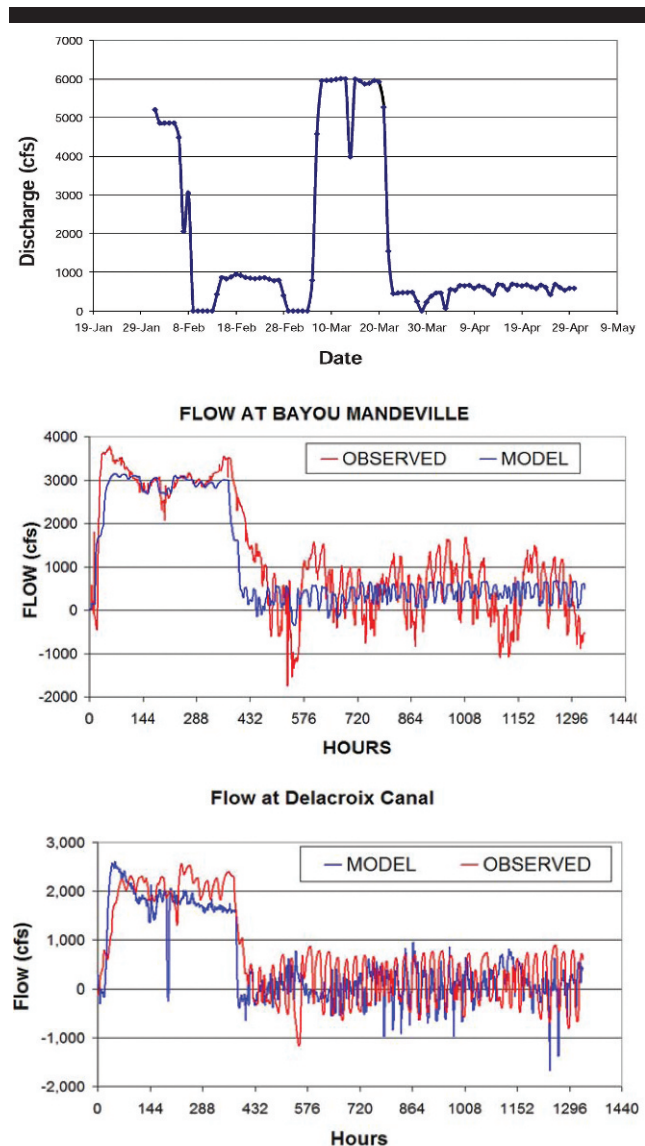 7000
6000
5000
4000
3000
2000
1000
0
Discharge (cfs)
19-Jan 29-Jan 8-Feb 18-Feb 28-Feb 10-Mar 20-Mar 30-Mar 9-Apr 19-Apr 29-Apr 9-May
Date
FLOW AT BAYOU MANDEVILLE
4000
3000
2000
1000
0
-1000
-2000
FLOW (cfs)
OBSERVED MODEL
0 144 288 432 576 720 864 1008 1152 1296 1440
HOURS
Flow at Delacroix Canal
3,000
2,000
1,000
0
-1,000
-2,000
Flow (cfs)
MODEL OBSERVED
0 144 288 432 576 720 864 1008 1152 1296 1440
Hours